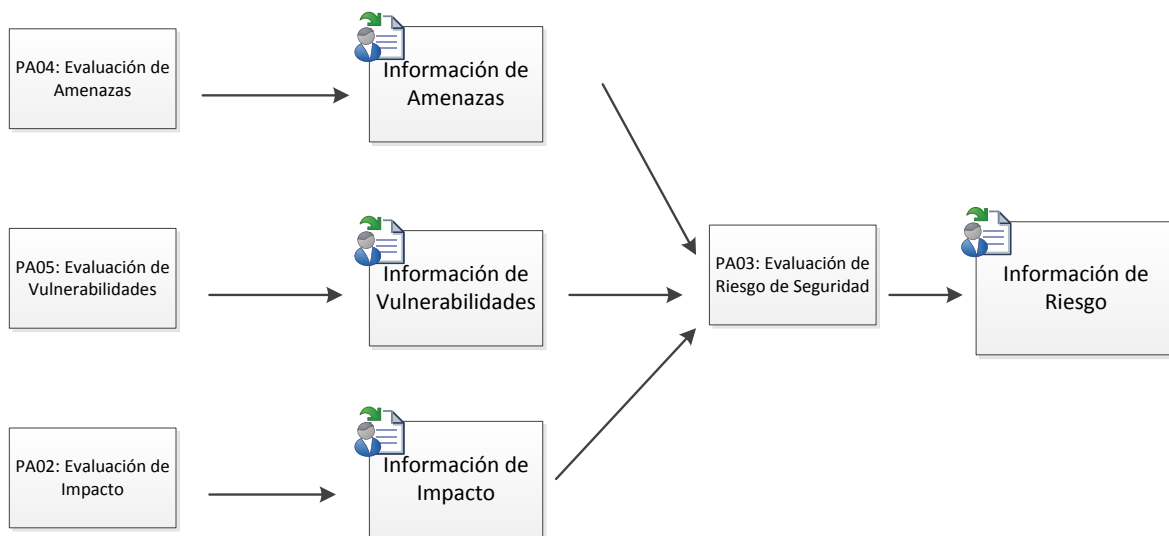 PA04: Evaluación de
Amenazas
Información de
Amenazas
PA05: Evaluación de
Vulnerabilidades
Información de
Vulnerabilidades
PA03: Evaluación de
Riesgo de Seguridad
Información de
Riesgo
PA02: Evaluación de
Impacto
Información de
Impacto